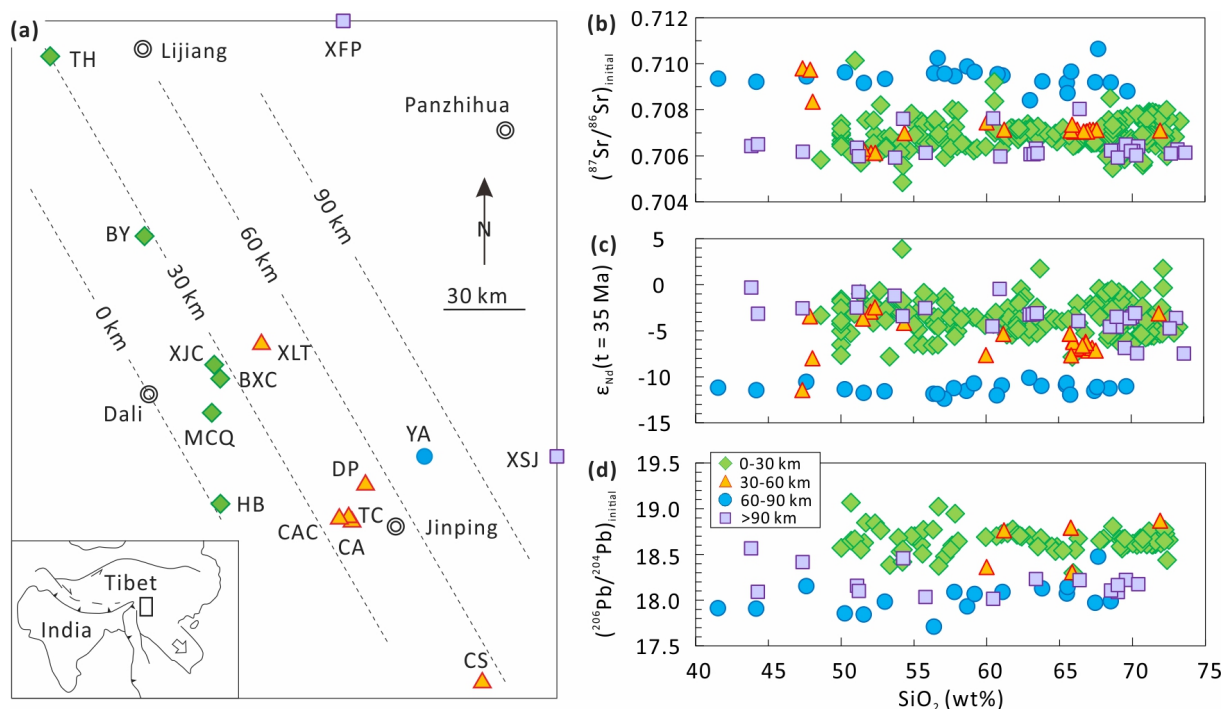 (a)
TH
Lijiang
XFP
Panzhihua
N
30 km
90 km
60 km
30 km
0 km
BY
XLT
XJC
BXC
Dali
MCQ
HB
YA
XSJ
DP
TC
CAC
CA
Jinping
CS
Tibet
India
(b)
(⁸⁷Sr/⁸⁶Sr)initial
0.712
0.710
0.708
0.706
0.704
(c)
εNd(t = 35 Ma)
5
0
-5
-10
-15
(d)
0-30 km
30-60 km
60-90 km
>90 km
(²⁰⁶Pb/²⁰⁴Pb)initial
19.5
19.0
18.5
18.0
17.5
40 45 50 55 60 65 70 75
SiO₂ (wt%)